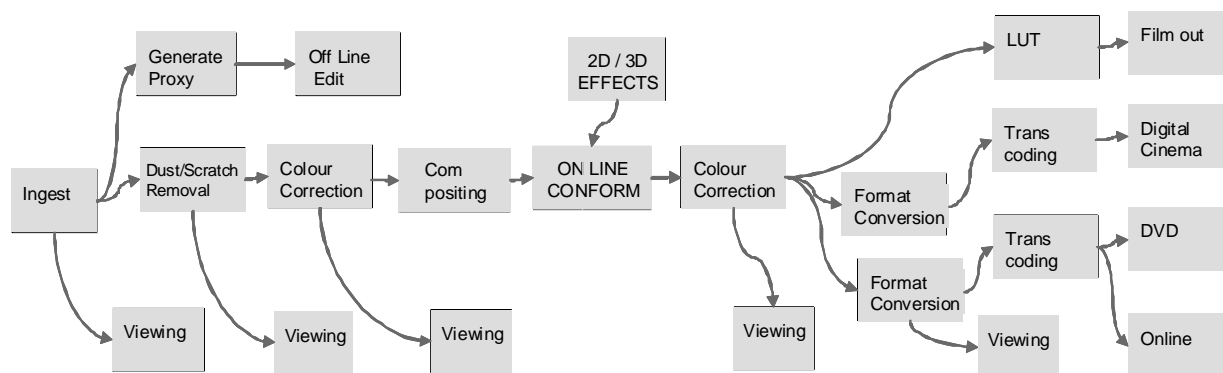 Ingest
Generate
Proxy
Off Line
Edit
Dust/Scratch
Removal
Colour
Correction
Com
positing
2D / 3D
EFFECTS
ON LINE
CONFORM
Colour
Correction
LUT
Film out
Format
Conversion
Trans
coding
Digital
Cinema
Format
Conversion
Trans
coding
DVD
Online
Viewing
Viewing
Viewing
Viewing
Viewing